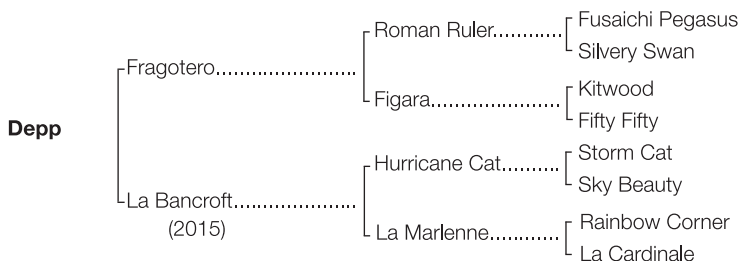 Depp
Fragotero
La Bancroft
(2015)
Roman Ruler
Figara
Hurricane Cat
La Marlenne
Fusaichi Pegasus
Silvery Swan
Kitwood
Fifty Fifty
Storm Cat
Sky Beauty
Rainbow Corner
La Cardinale